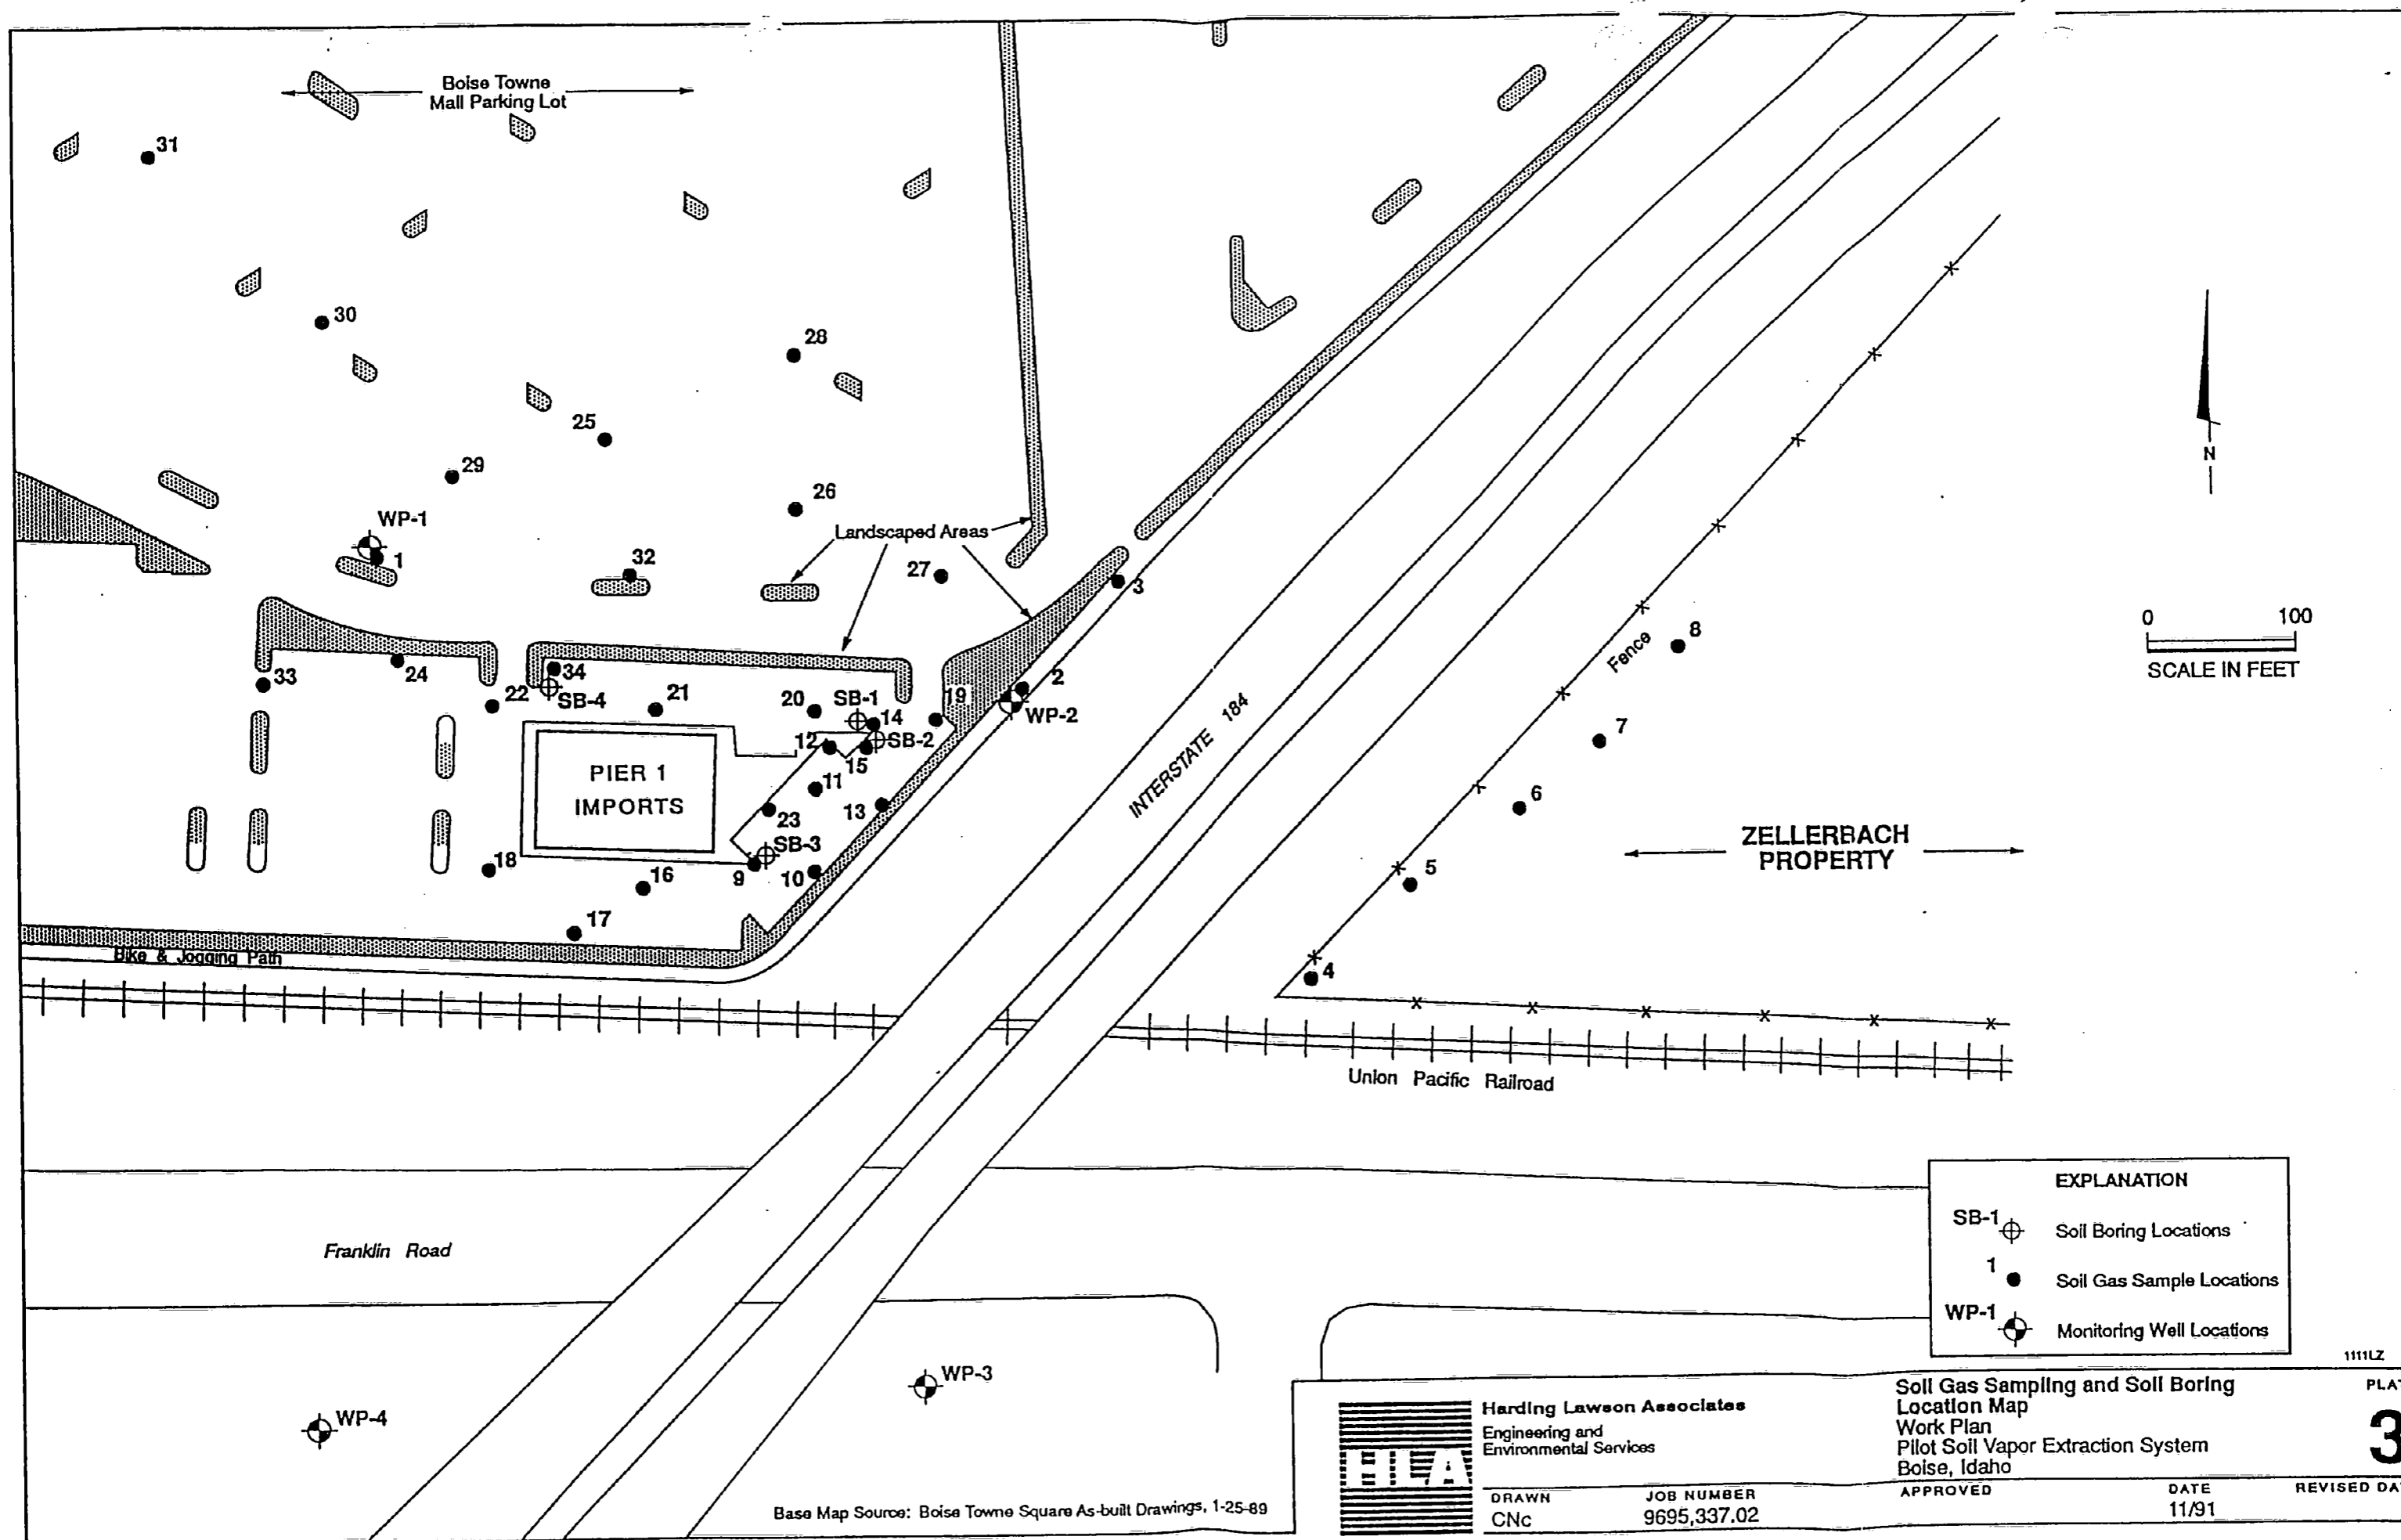 Boise Towne
Mall Parking Lot
31
30
28
25
29
26
WP-1
1
Landscaped Areas
32
27
3
8
Fence
33
24
34
SB-4
22
21
20
SB-1
14
19
2
WP-2
SB-2
12
15
7
PIER 1
IMPORTS
11
13
23
SB-3
INTERSTATE 184
6
ZELLERBACH
PROPERTY
18
16
9
10
5
17
4
Bike & Jogging Path
Union Pacific Railroad
N
0 100
SCALE IN FEET
Franklin Road
WP-3
WP-4
EXPLANATION
SB-1
Soil Boring Locations
1
Soil Gas Sample Locations
WP-1
Monitoring Well Locations
1111LZ
Base Map Source: Boise Towne Square As-built Drawings, 1-25-89
HLA
Harding Lawson Associates
Engineering and
Environmental Services
Soil Gas Sampling and Soil Boring
Location Map
Work Plan
Pilot Soil Vapor Extraction System
Boise, Idaho
PLAT
3
DRAWN
CNc
JOB NUMBER
9695,337.02
APPROVED
DATE
11/91
REVISED DAT